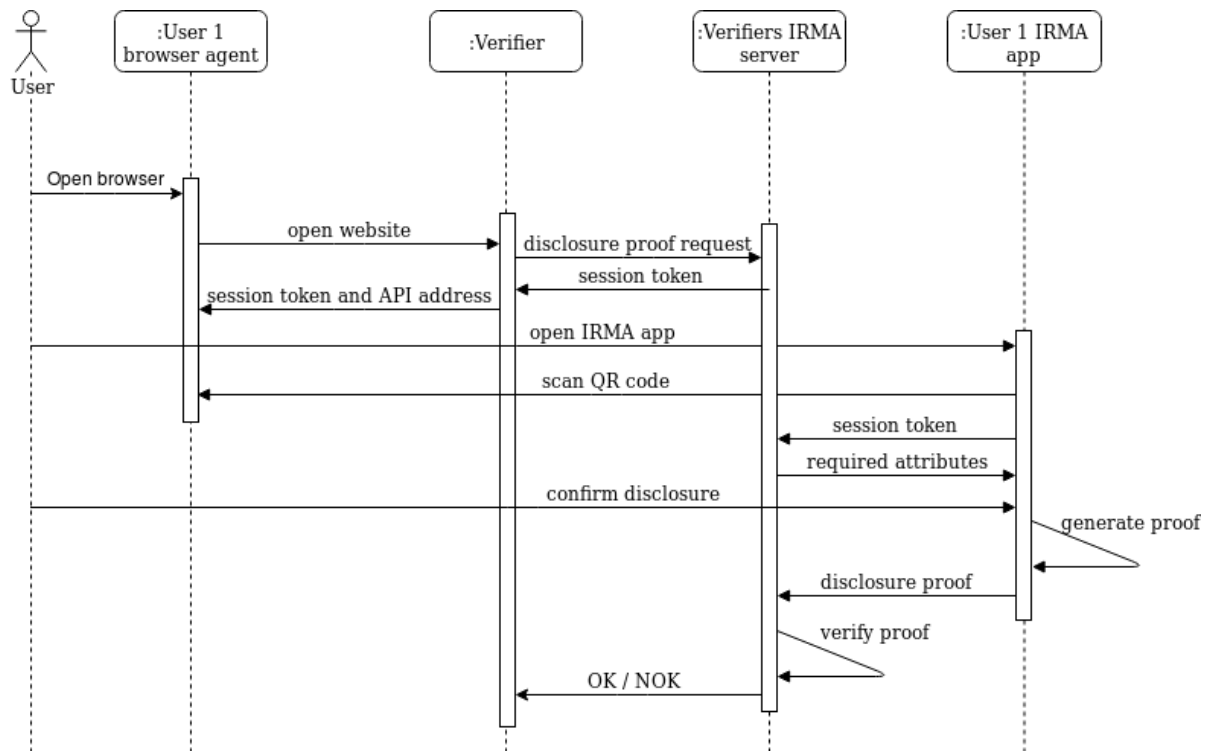 :User 1
browser agent
:Verifier
:Verifiers IRMA
server
:User 1 IRMA
app
User
Open browser
open website
disclosure proof request
session token
session token and API address
open IRMA app
scan QR code
session token
required attributes
confirm disclosure
generate proof
disclosure proof
verify proof
OK / NOK